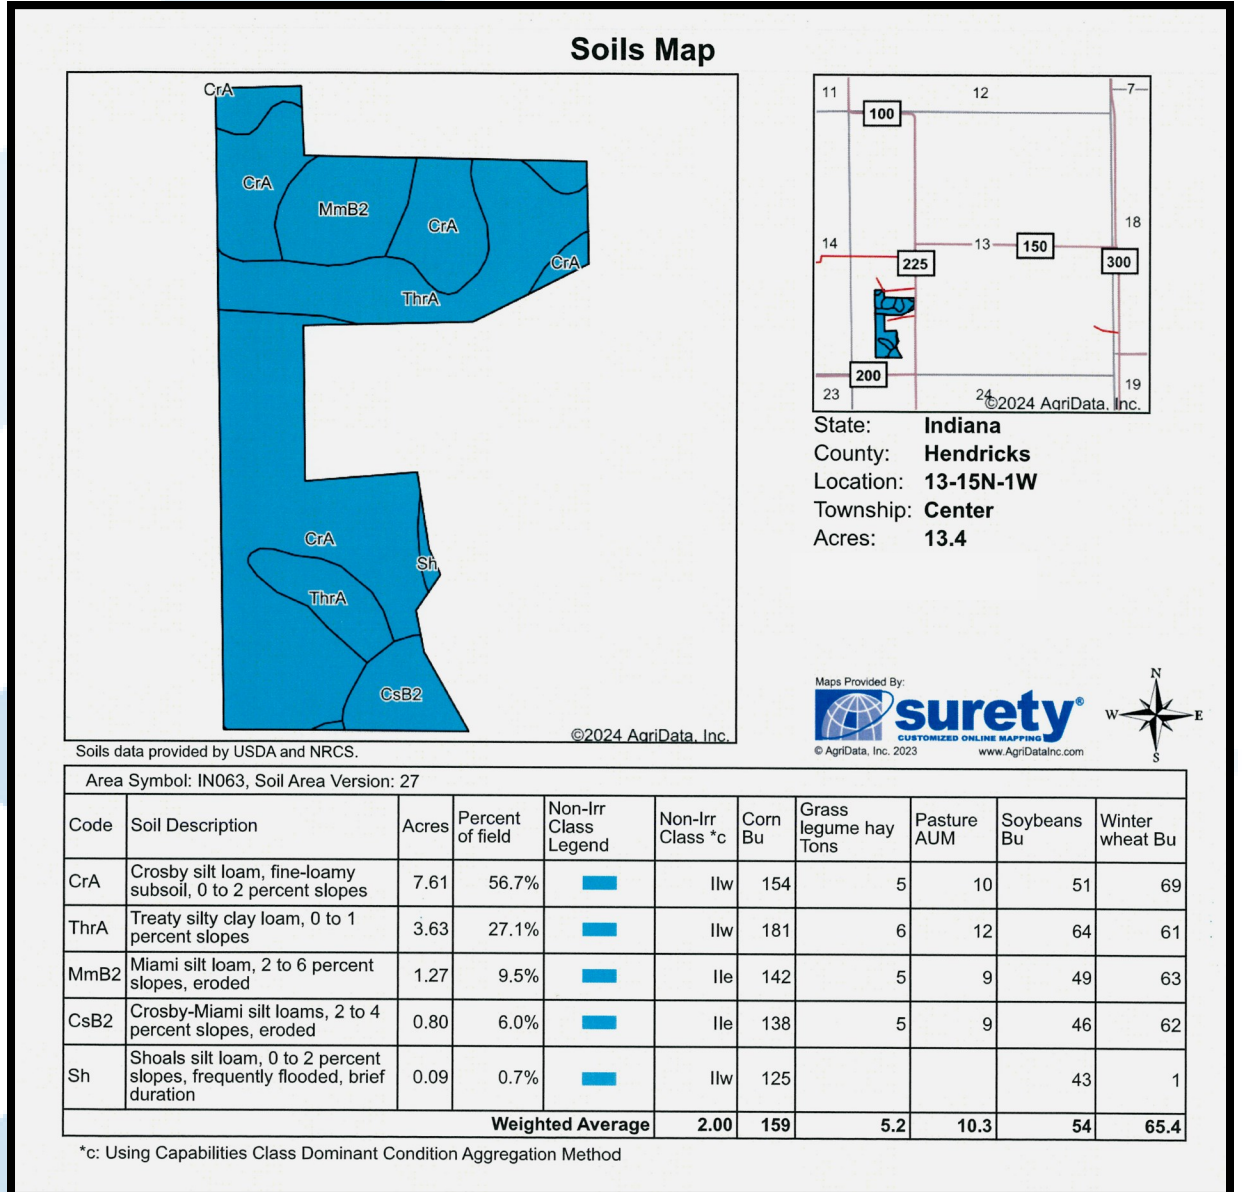 Soils Map
CrA
CrA
MmB2
CrA
CrA
ThrA
CrA
Sh
ThrA
CsB2
©2024 AgriData, Inc.
Soils data provided by USDA and NRCS.
11
12
7
100
18
14
13
150
225
300
200
23
24
19
©2024 AgriData, Inc.
State: Indiana
County: Hendricks
Location: 13-15N-1W
Township: Center
Acres: 13.4
Maps Provided By:
surety®
CUSTOMIZED ONLINE MAPPING
© AgriData, Inc. 2023 www.AgriDataInc.com
N
W E
S
Area Symbol: IN063, Soil Area Version: 27
Code Soil Description Acres Percent of field Non-Irr Class Legend Non-Irr Class *c Corn Bu Grass legume hay Tons Pasture AUM Soybeans Bu Winter wheat Bu
CrA Crosby silt loam, fine-loamy subsoil, 0 to 2 percent slopes 7.61 56.7% IIw 154 5 10 51 69
ThrA Treaty silty clay loam, 0 to 1 percent slopes 3.63 27.1% IIw 181 6 12 64 61
MmB2 Miami silt loam, 2 to 6 percent slopes, eroded 1.27 9.5% IIe 142 5 9 49 63
CsB2 Crosby-Miami silt loams, 2 to 4 percent slopes, eroded 0.80 6.0% IIe 138 5 9 46 62
Sh Shoals silt loam, 0 to 2 percent slopes, frequently flooded, brief duration 0.09 0.7% IIw 125 43 1
Weighted Average 2.00 159 5.2 10.3 54 65.4
*c: Using Capabilities Class Dominant Condition Aggregation Method